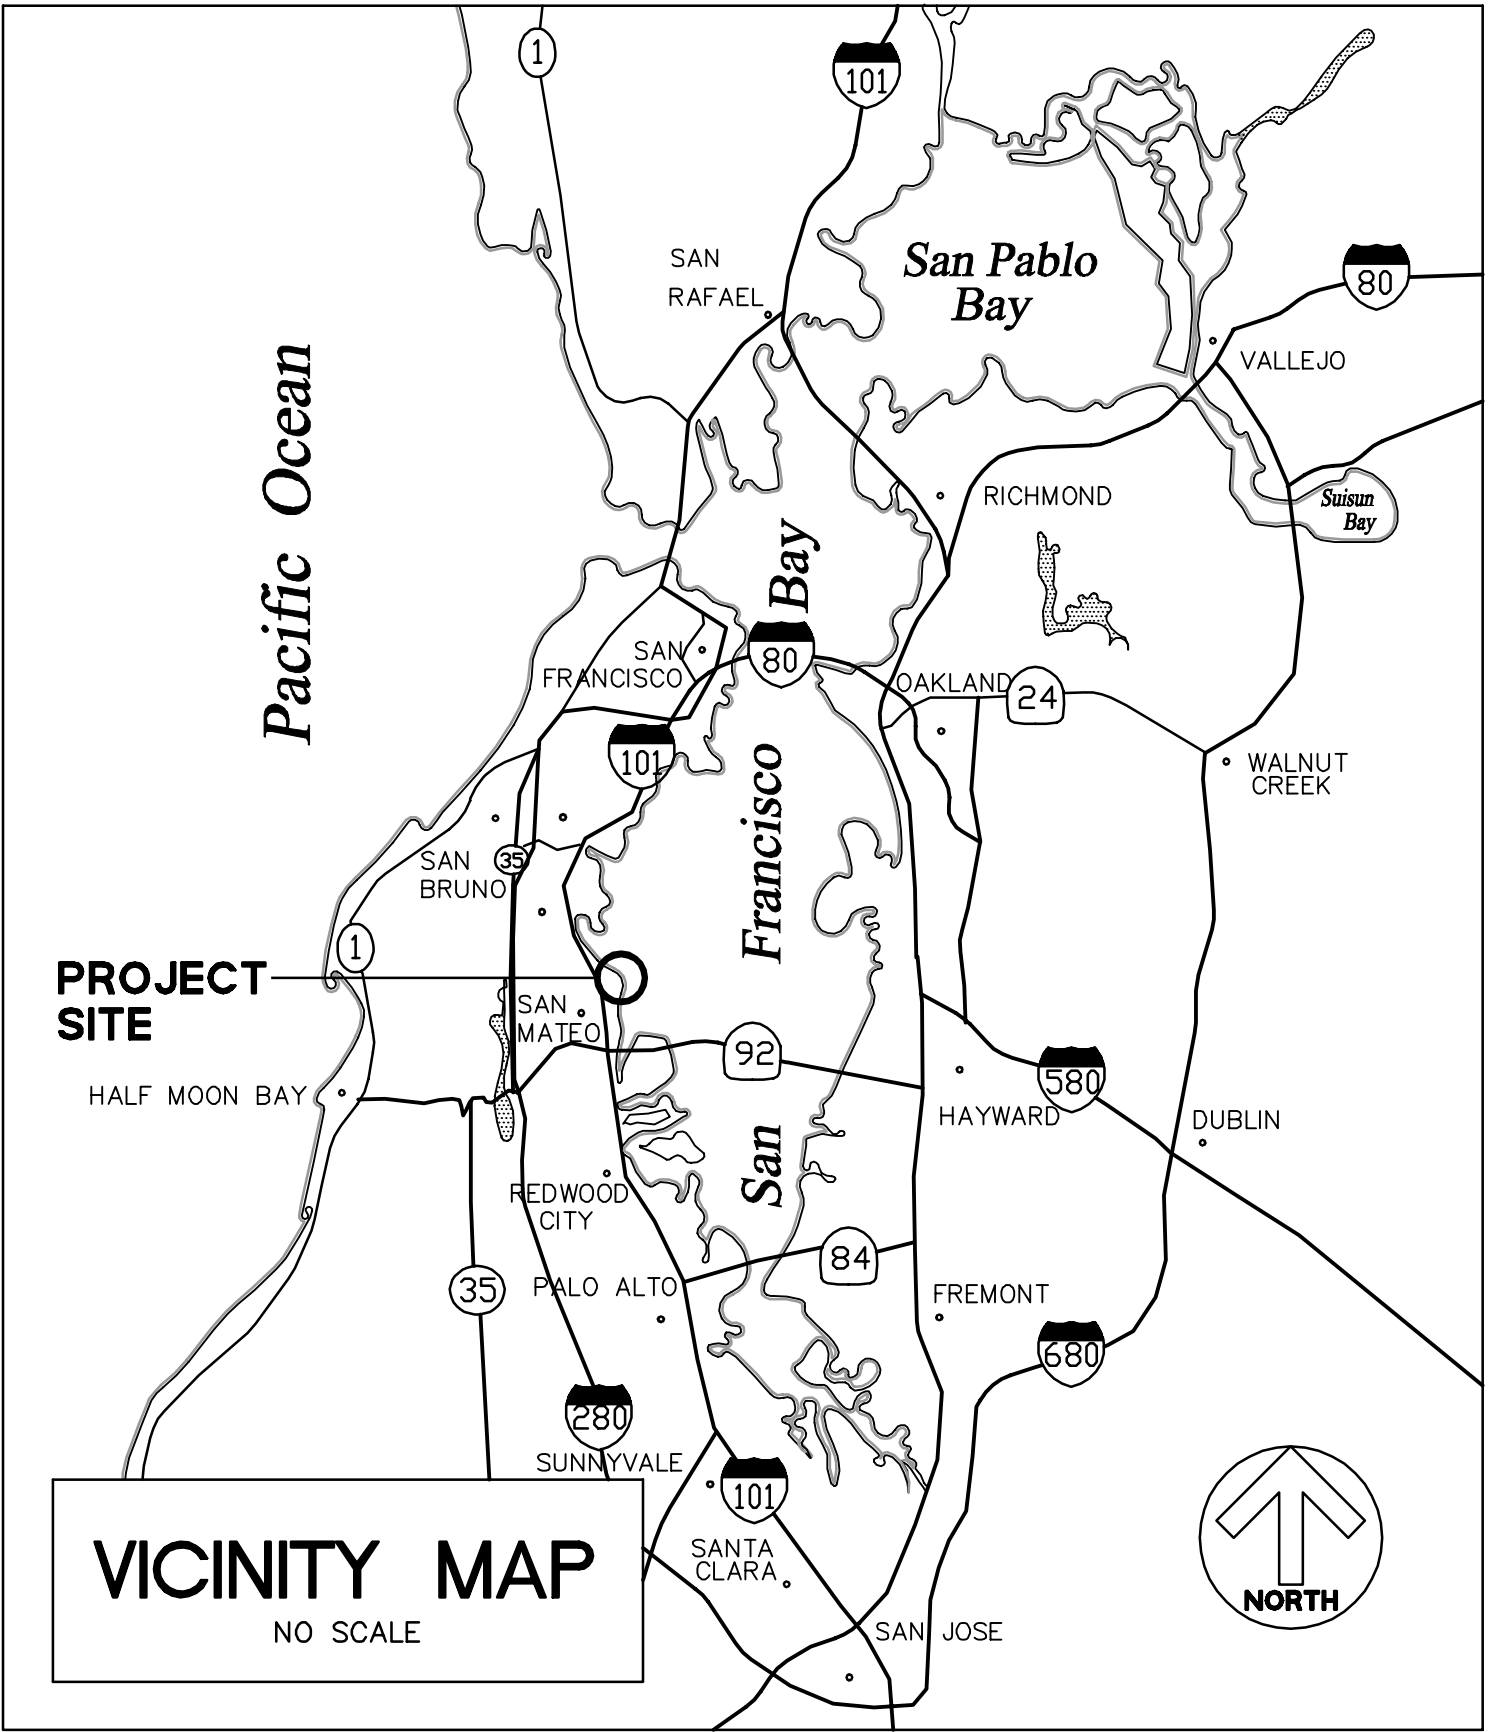 1
101
San Pablo
Bay
SAN
RAFAEL
80
VALLEJO
Pacific Ocean
RICHMOND
Suisun
Bay
San Francisco Bay
SAN
FRANCISCO
80
OAKLAND
24
101
WALNUT
CREEK
SAN
BRUNO
35
1
PROJECT
SITE
SAN
MATEO
92
580
HALF MOON BAY
HAYWARD
DUBLIN
REDWOOD
CITY
84
35
PALO ALTO
FREMONT
680
280
SUNNYVALE
101
SANTA
CLARA
SAN JOSE
VICINITY MAP
NO SCALE
NORTH